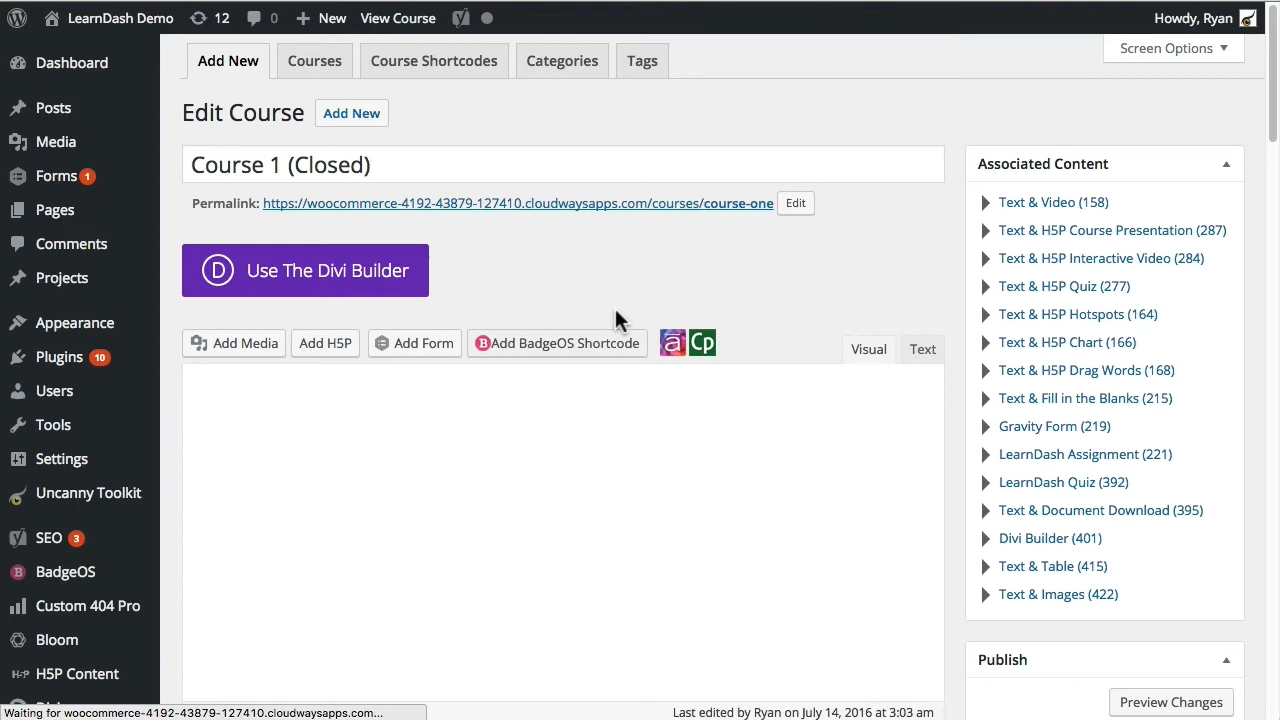 LearnDash Demo 12 0 New View Course Howdy, Ryan
Dashboard
Posts
Media
Forms 1
Pages
Comments
Projects
Appearance
Plugins 10
Users
Tools
Settings
Uncanny Toolkit
SEO 3
BadgeOS
Custom 404 Pro
Bloom
H-P H5P Content
Add New Courses Course Shortcodes Categories Tags
Screen Options
Edit Course Add New
Course 1 (Closed)
Permalink: https://woocommerce-4192-43879-127410.cloudwaysapps.com/courses/course-one Edit
D Use The Divi Builder
Add Media Add H5P Add Form B Add BadgeOS Shortcode a Cp Visual Text
Last edited by Ryan on July 14, 2016 at 3:03 am
Associated Content
Text & Video (158)
Text & H5P Course Presentation (287)
Text & H5P Interactive Video (284)
Text & H5P Quiz (277)
Text & H5P Hotspots (164)
Text & H5P Chart (166)
Text & H5P Drag Words (168)
Text & Fill in the Blanks (215)
Gravity Form (219)
LearnDash Assignment (221)
LearnDash Quiz (392)
Text & Document Download (395)
Divi Builder (401)
Text & Table (415)
Text & Images (422)
Publish
Preview Changes
Waiting for woocommerce-4192-43879-127410.cloudwaysapps.com...